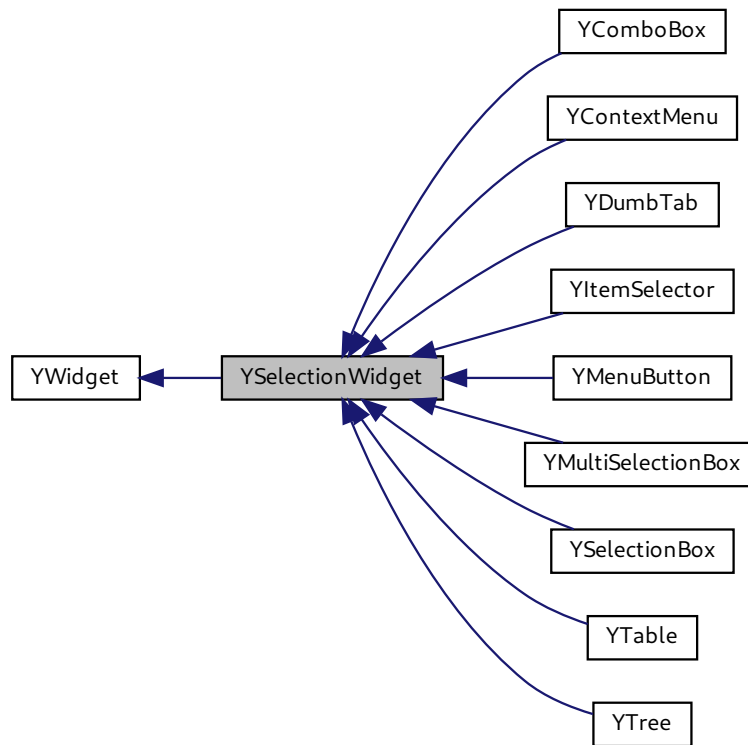 YComboBox
YContextMenu
YDumbTab
YItemSelector
YWidget
YSelectionWidget
YMenuButton
YMultiSelectionBox
YSelectionBox
YTable
YTree